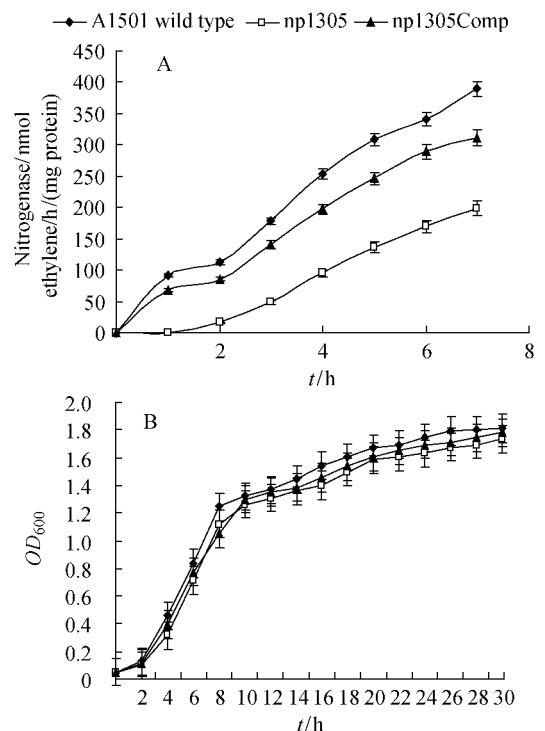 A1501 wild type np1305 np1305Comp
A
Nitrogenase/nmol
ethylene/h/(mg protein)
450
400
350
300
250
200
150
100
50
0
2 4 6 8
t/h
B
OD600
2.0
1.8
1.6
1.4
1.2
1.0
0.8
0.6
0.4
0.2
0
2 4 6 8 10 12 14 16 18 20 22 24 26 28 30
t/h